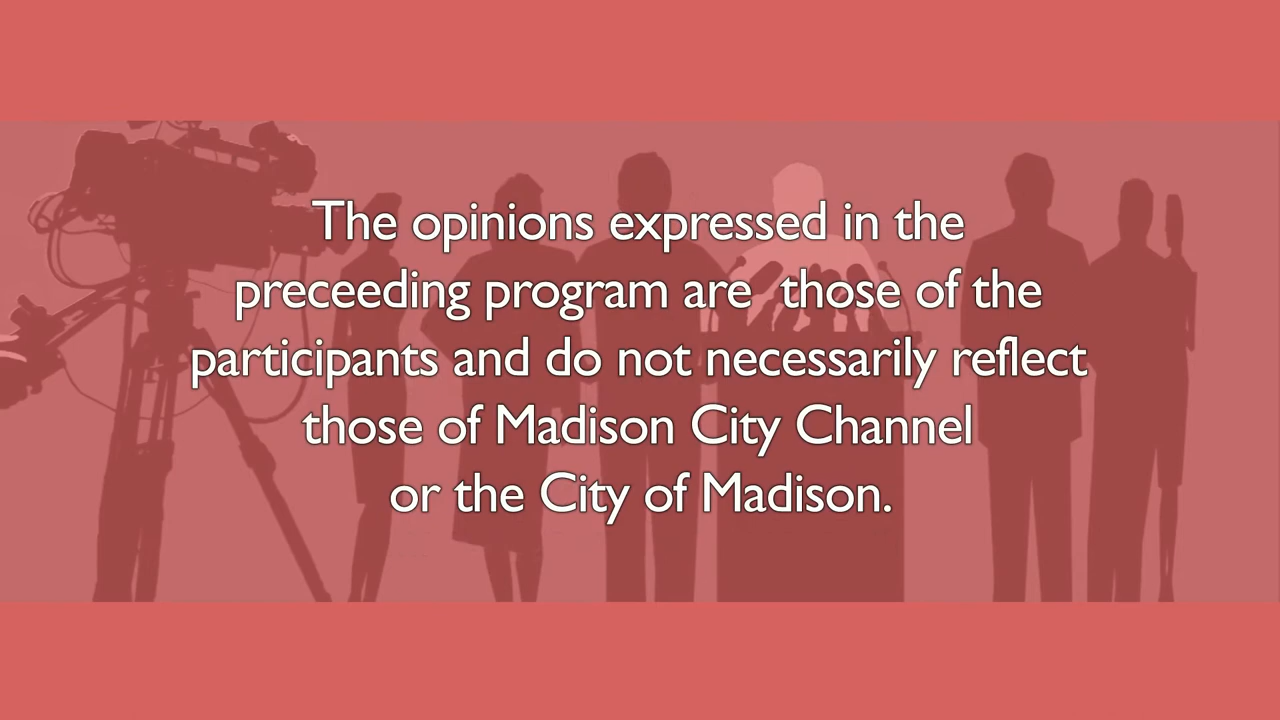 The opinions expressed in the
preceeding program are  those of the
participants and do not necessarily reflect
those of Madison City Channel
or the City of Madison.